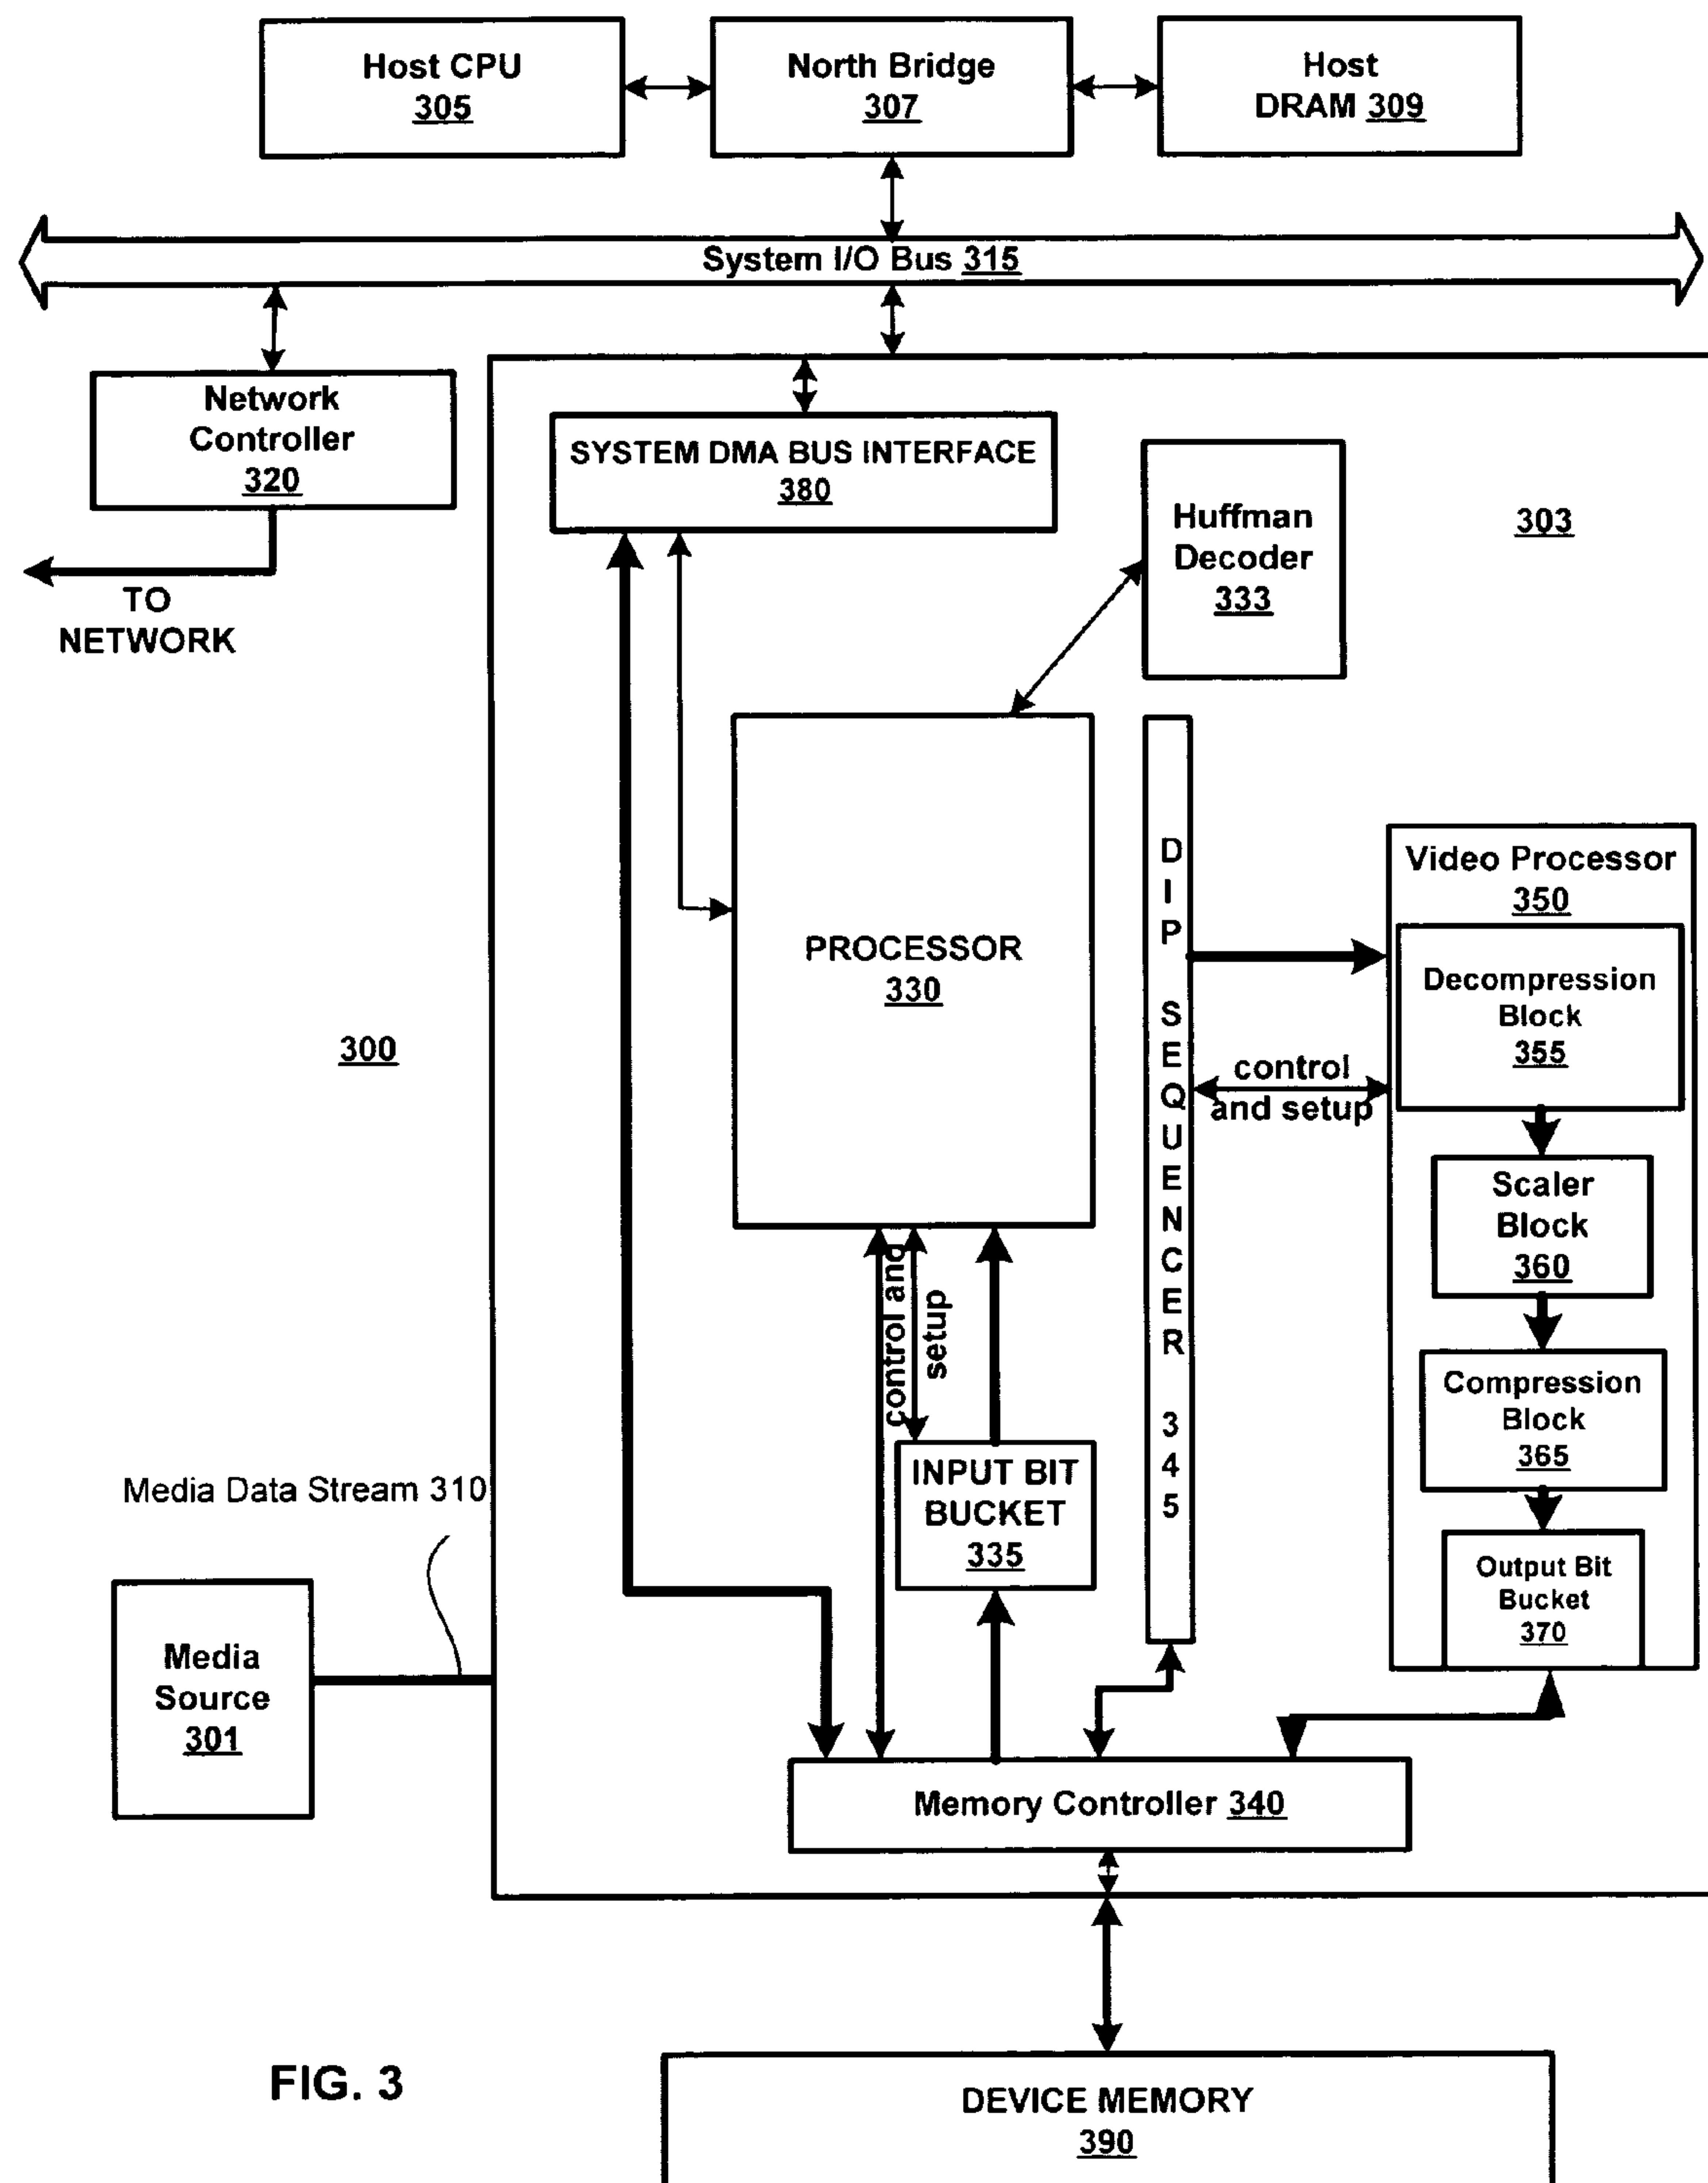 Host CPU
305
North Bridge
307
Host
DRAM 309
System I/O Bus 315
Network
Controller
320
TO
NETWORK
SYSTEM DMA BUS INTERFACE
380
Huffman
Decoder
333
303
PROCESSOR
330
DIP SEQUENCER 345
Video Processor
350
Decompression
Block
355
control
and setup
300
Scaler
Block
360
control and
setup
Compression
Block
365
INPUT BIT
BUCKET
335
Media Data Stream 310
Output Bit
Bucket
370
Media
Source
301
Memory Controller 340
FIG. 3
DEVICE MEMORY
390